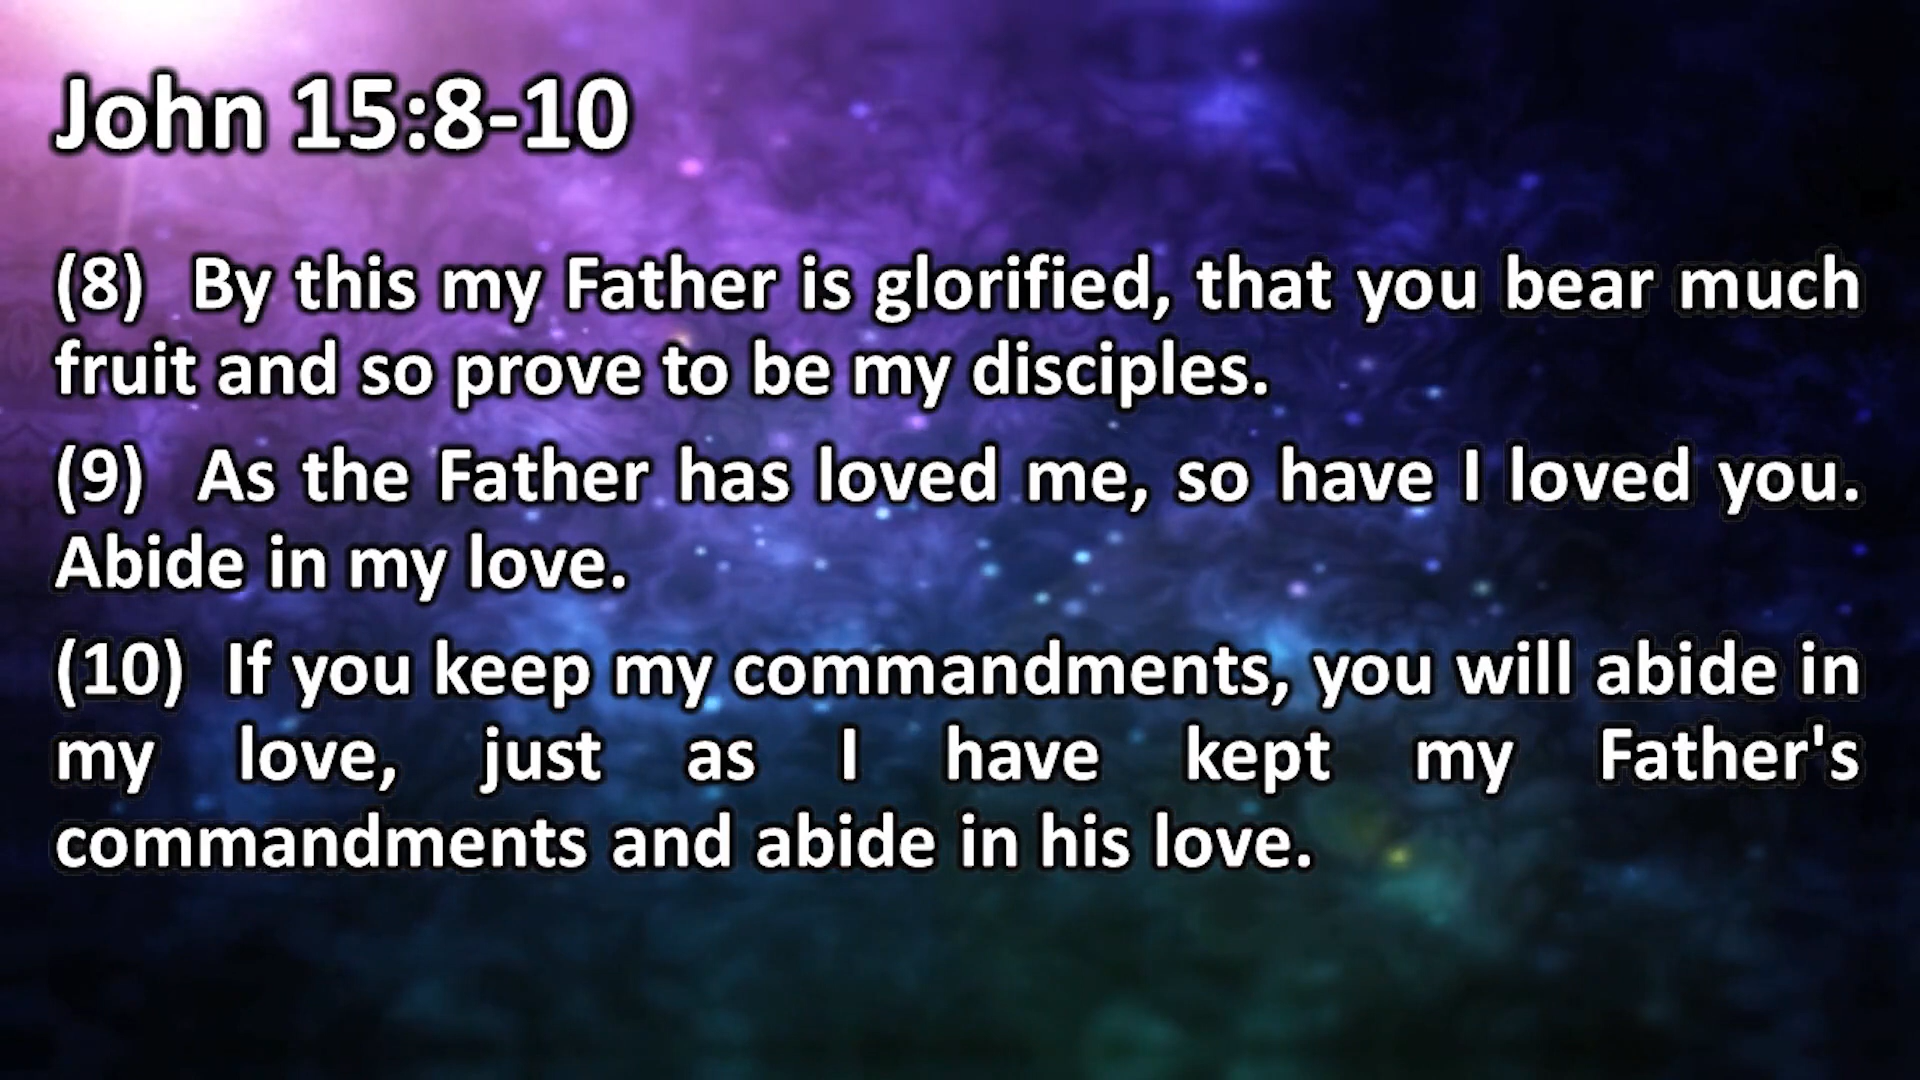 John 15:8-10
(8) By this my Father is glorified, that you bear much
fruit and so prove to be my disciples.
(9) As the Father has loved me, so have I loved you.
Abide in my love.
(10) If you keep my commandments, you will abide in
my love, just as I have kept my Father's
commandments and abide in his love.